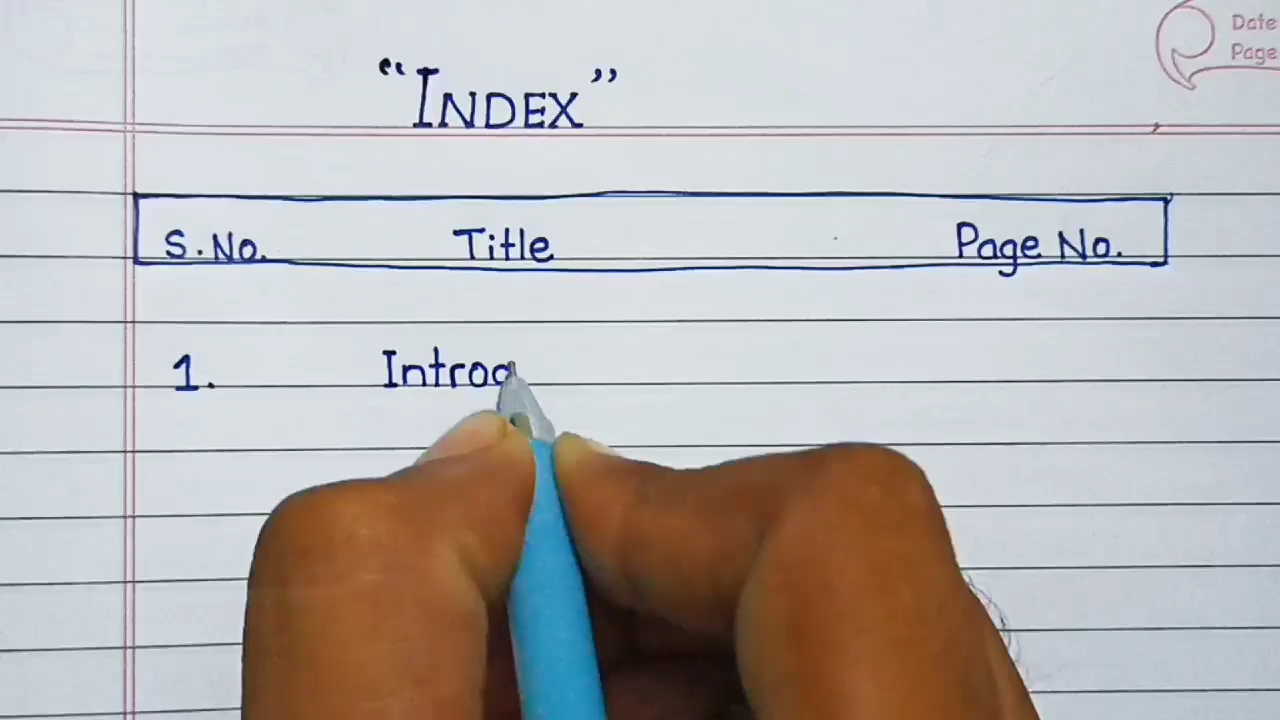 Date
Page
"INDEX"
S.No. Title Page No.
1. Introd